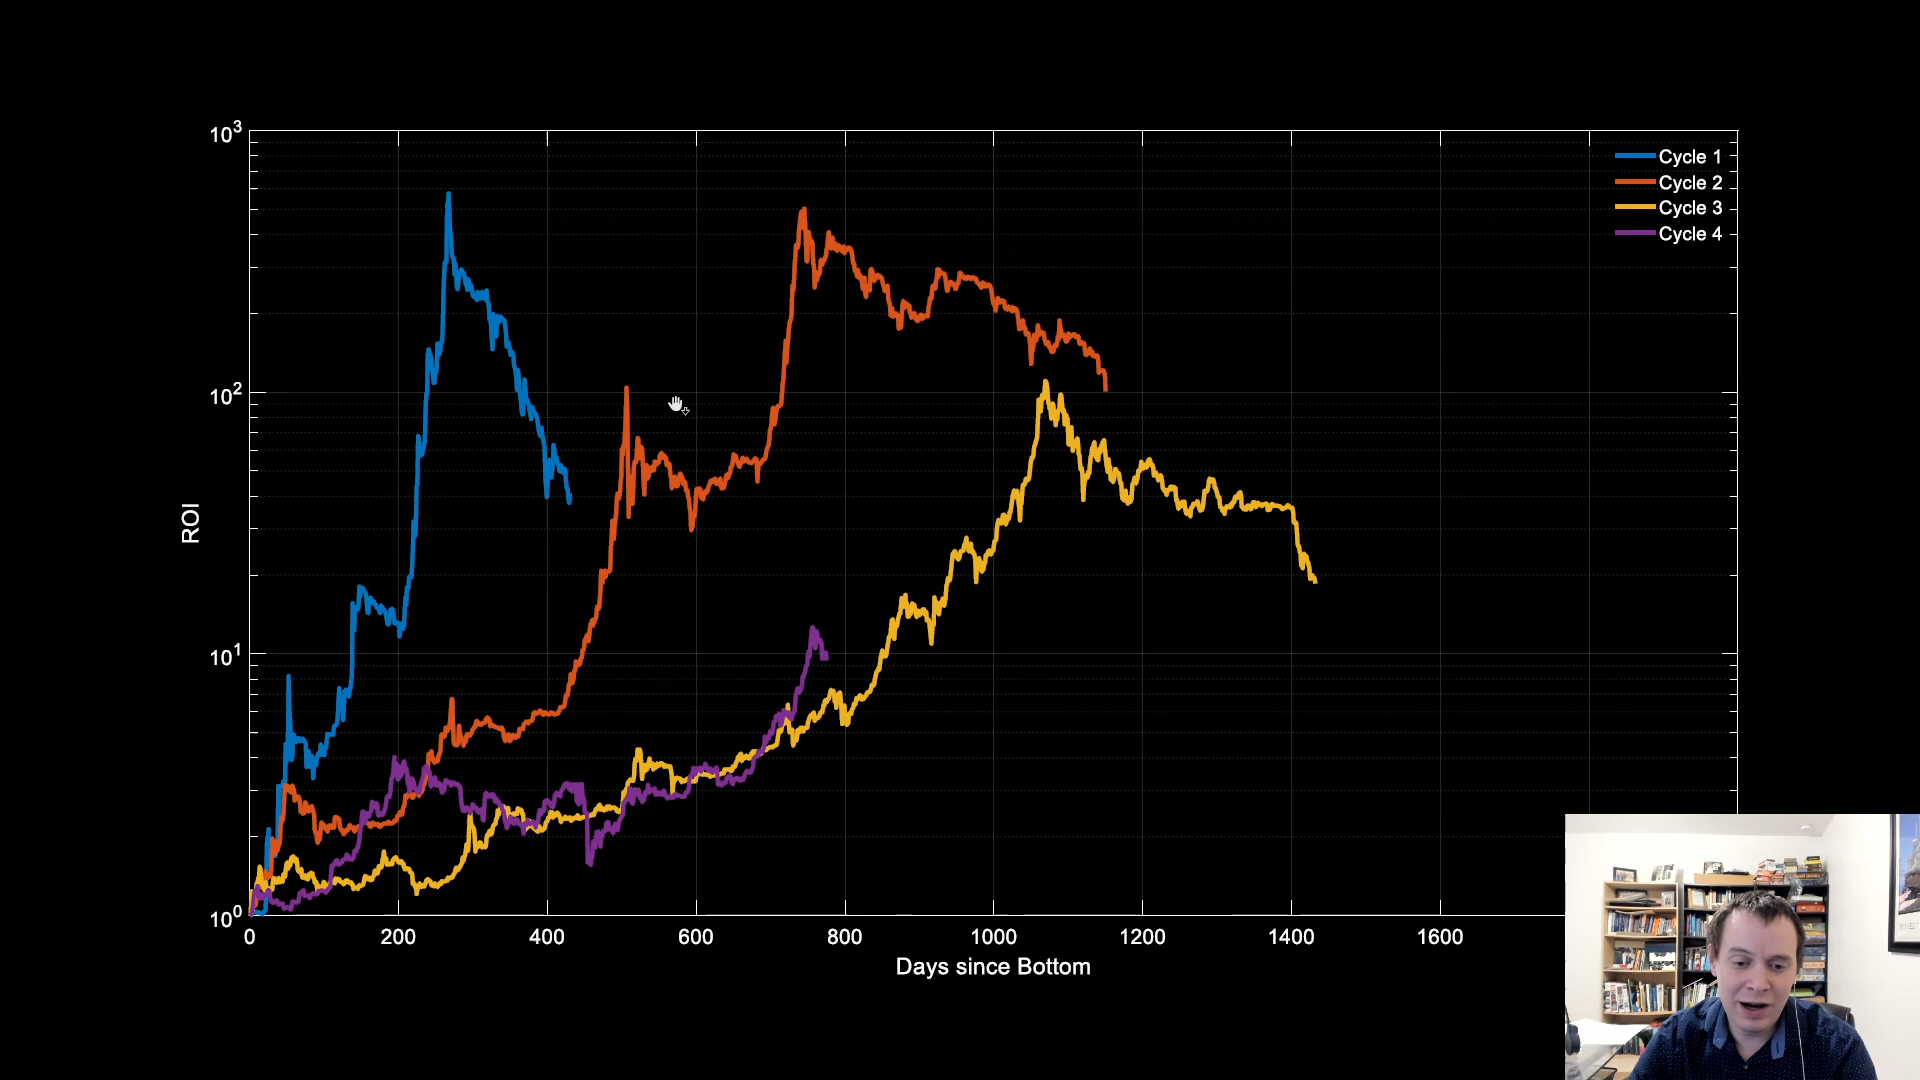 10³
Cycle 1
Cycle 2
Cycle 3
Cycle 4
10²
ROI
10¹
10⁰
0 200 400 600 800 1000 1200 1400 1600
Days since Bottom